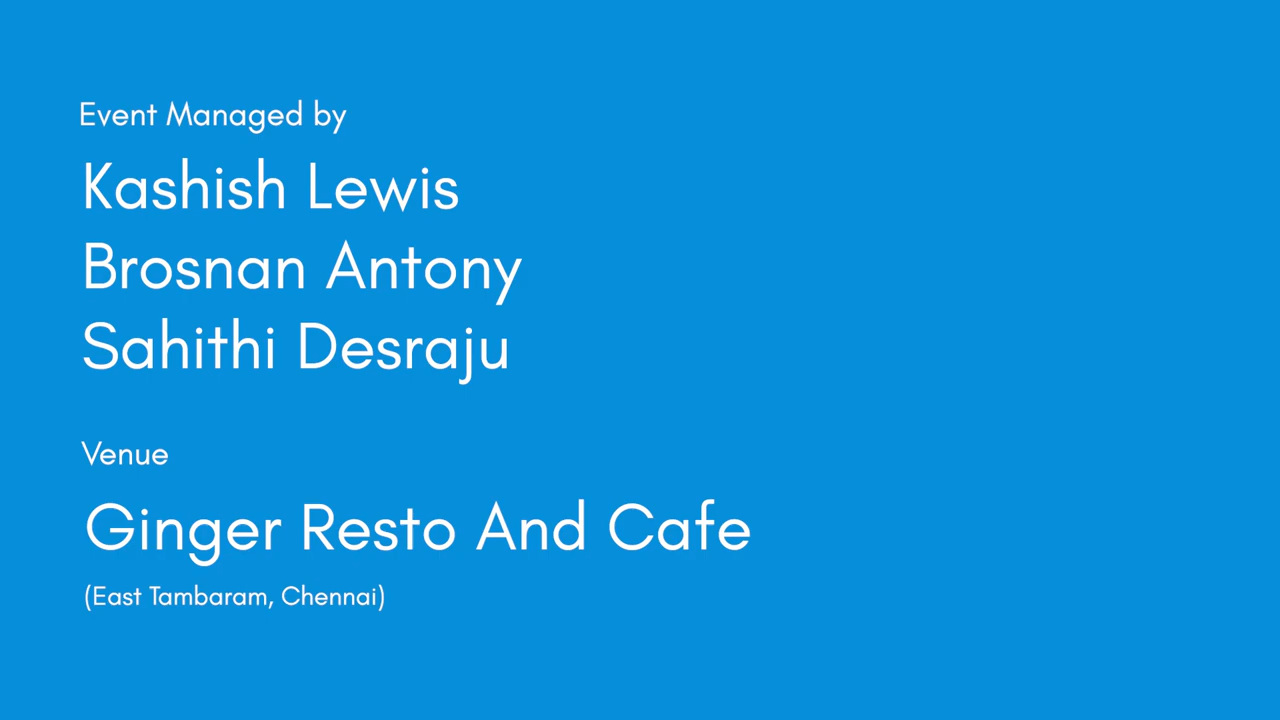 Event Managed by
Kashish Lewis
Brosnan Antony
Sahithi Desraju
Venue
Ginger Resto And Cafe
(East Tambaram, Chennai)